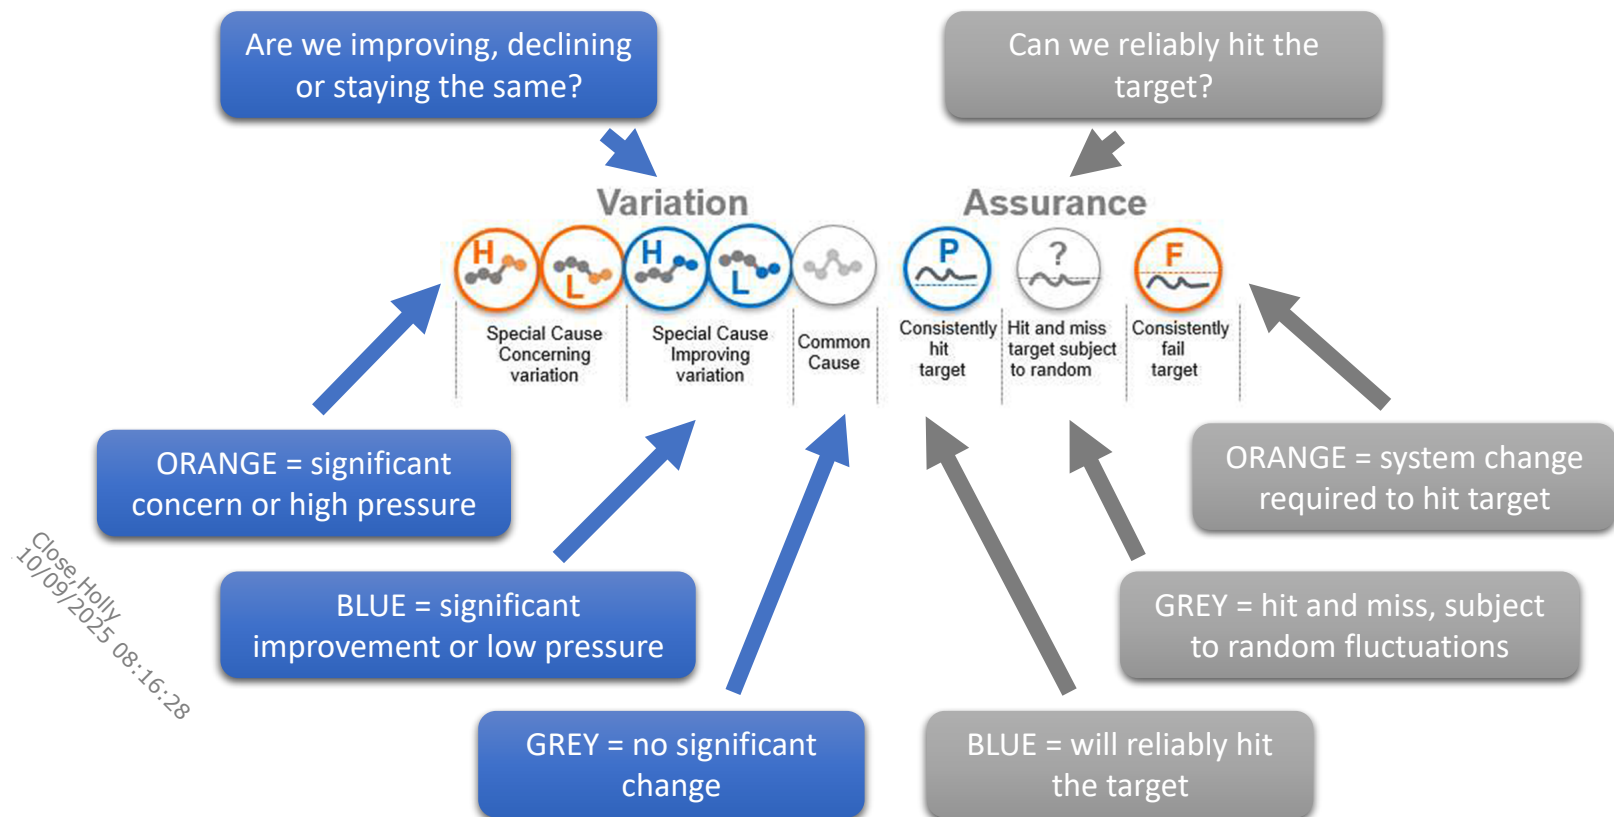 Are we improving, declining
or staying the same?
Can we reliably hit the
target?
Variation
Assurance
H
L
H
L
P
?
F
Special Cause
Concerning
variation
Special Cause
Improving
variation
Common
Cause
Consistently
hit
target
Hit and miss
target subject
to random
Consistently
fail
target
ORANGE = significant
concern or high pressure
ORANGE = system change
required to hit target
BLUE = significant
improvement or low pressure
GREY = hit and miss, subject
to random fluctuations
GREY = no significant
change
BLUE = will reliably hit
the target
Close,Holly
10/09/2025 08:16:28